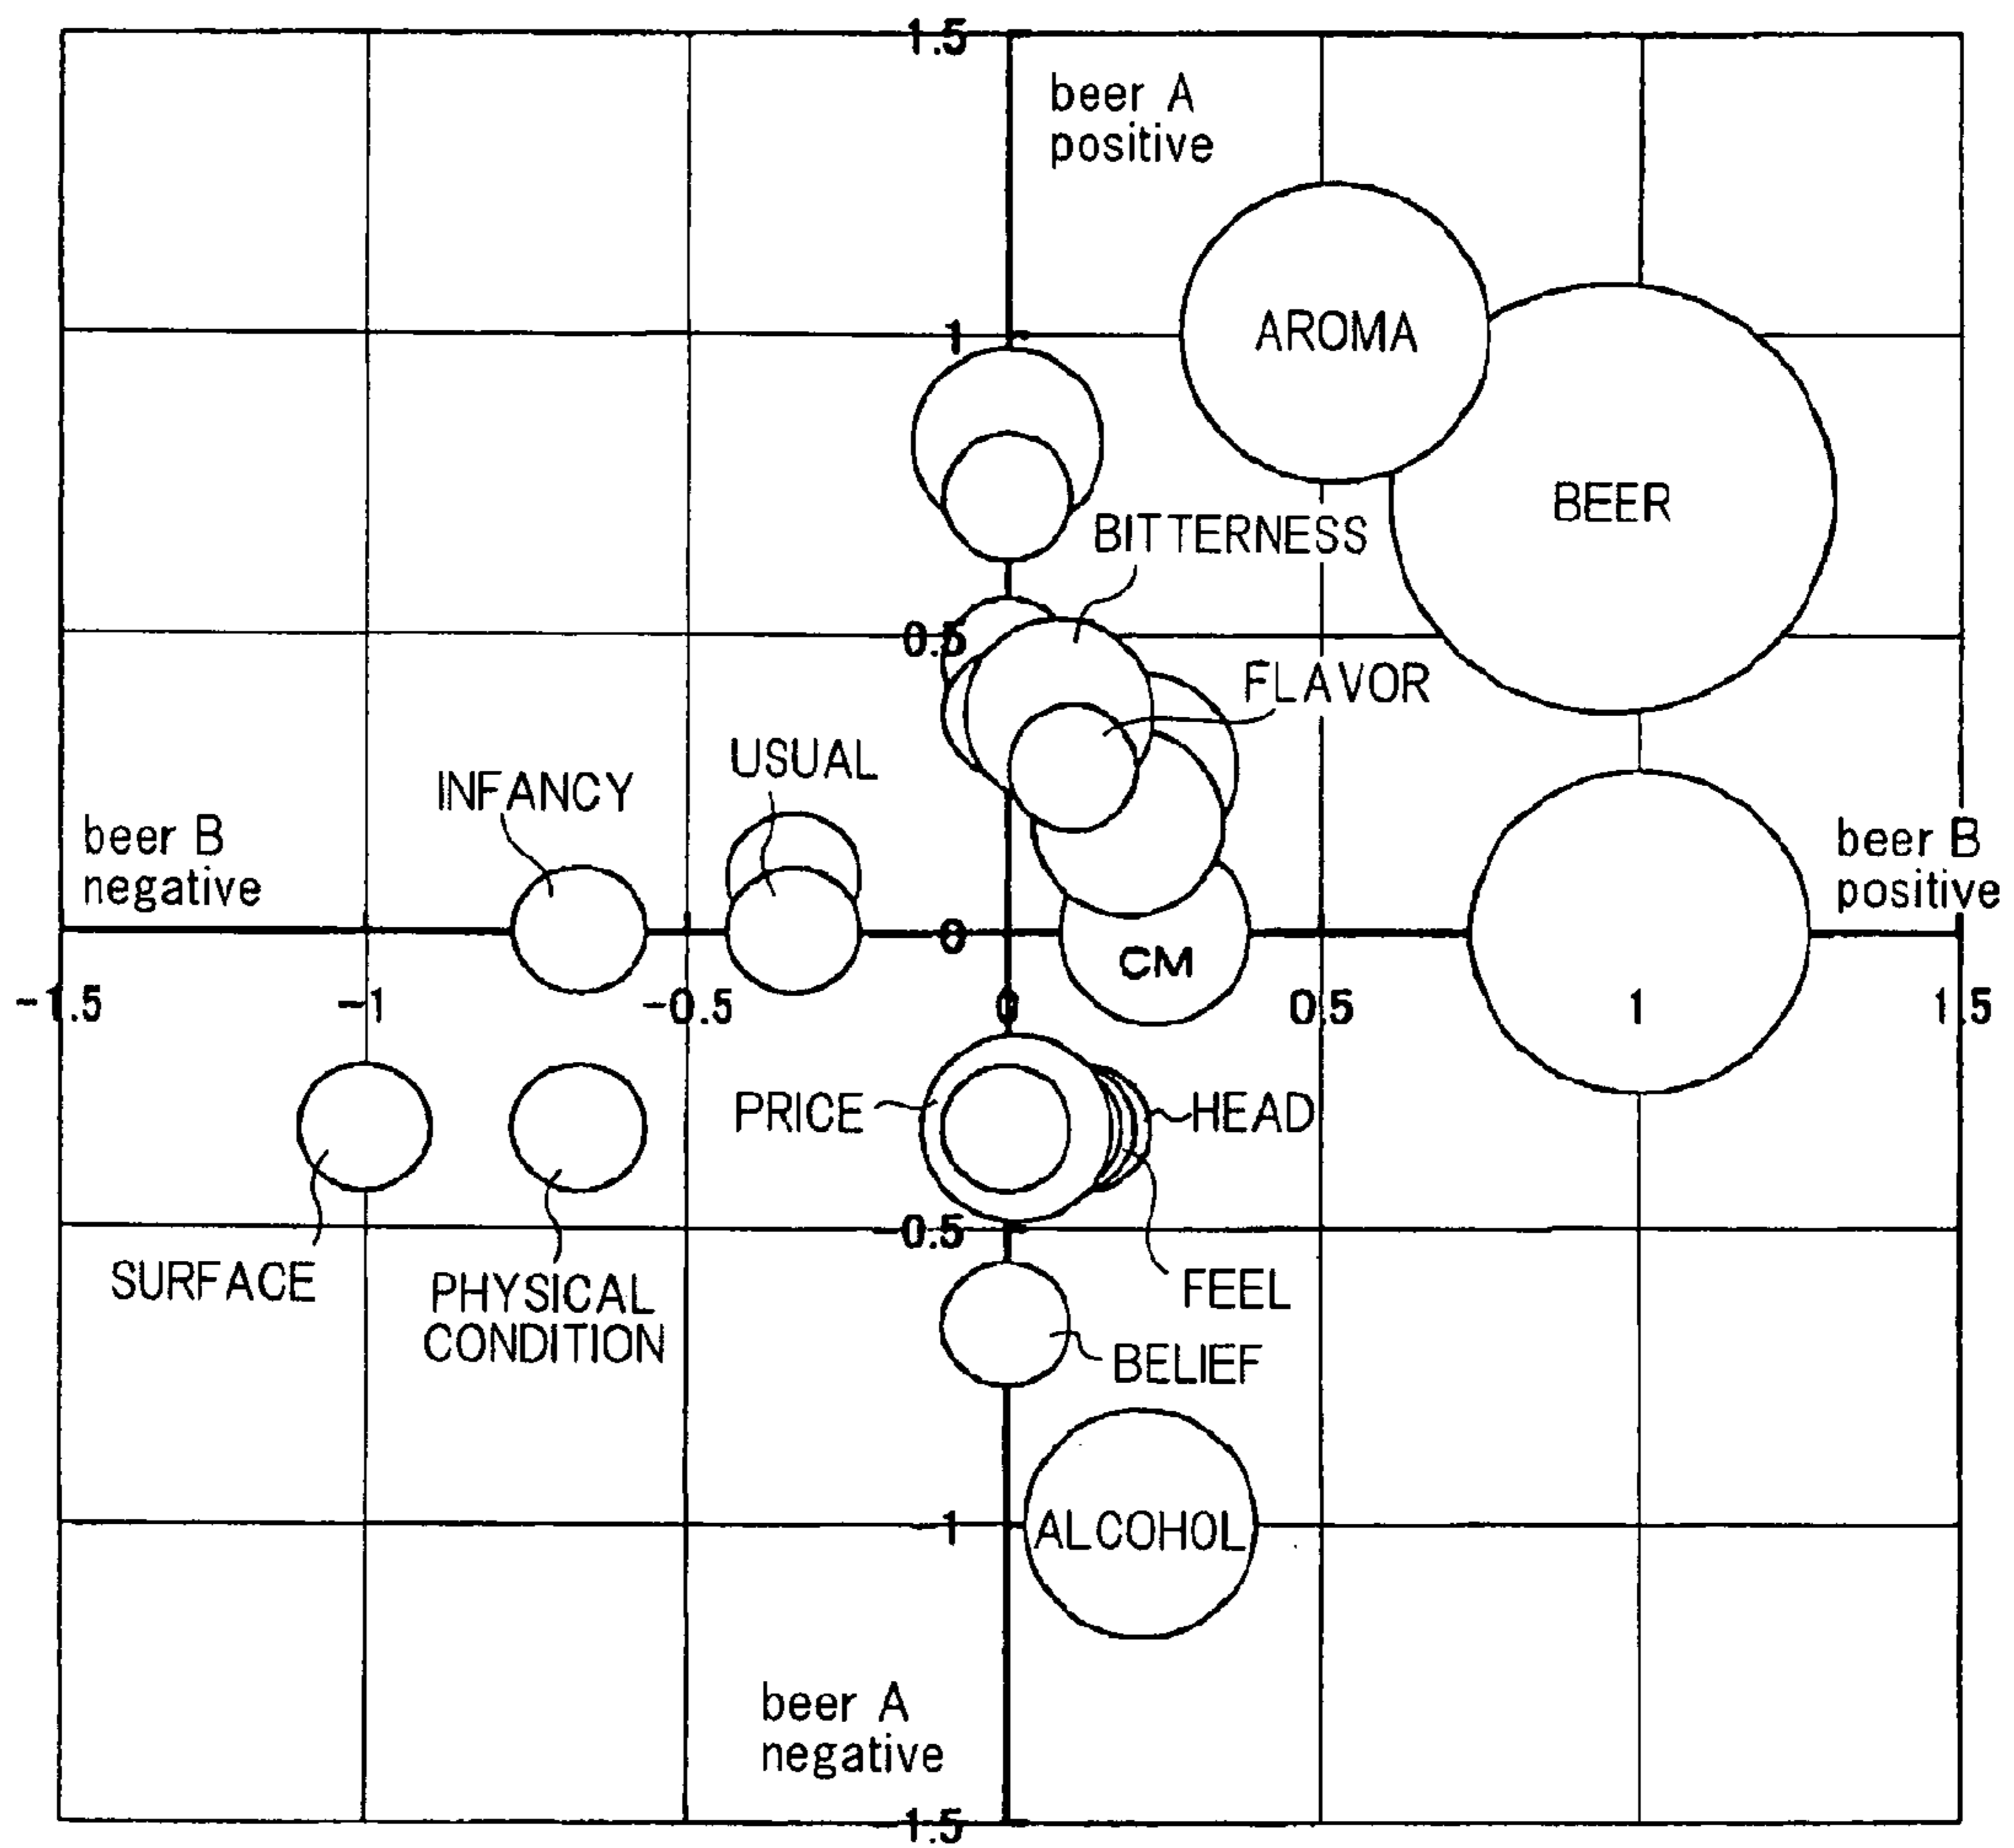 1.5
beer A
positive
AROMA
1
BEER
BITTERNESS
0.5
FLAVOR
USUAL
INFANCY
beer B
negative
beer B
positive
0
CM
-1.5
-1
-0.5
0
0.5
1
1.5
PRICE
HEAD
-0.5
SURFACE
PHYSICAL
CONDITION
FEEL
BELIEF
-1
ALCOHOL
beer A
negative
-1.5